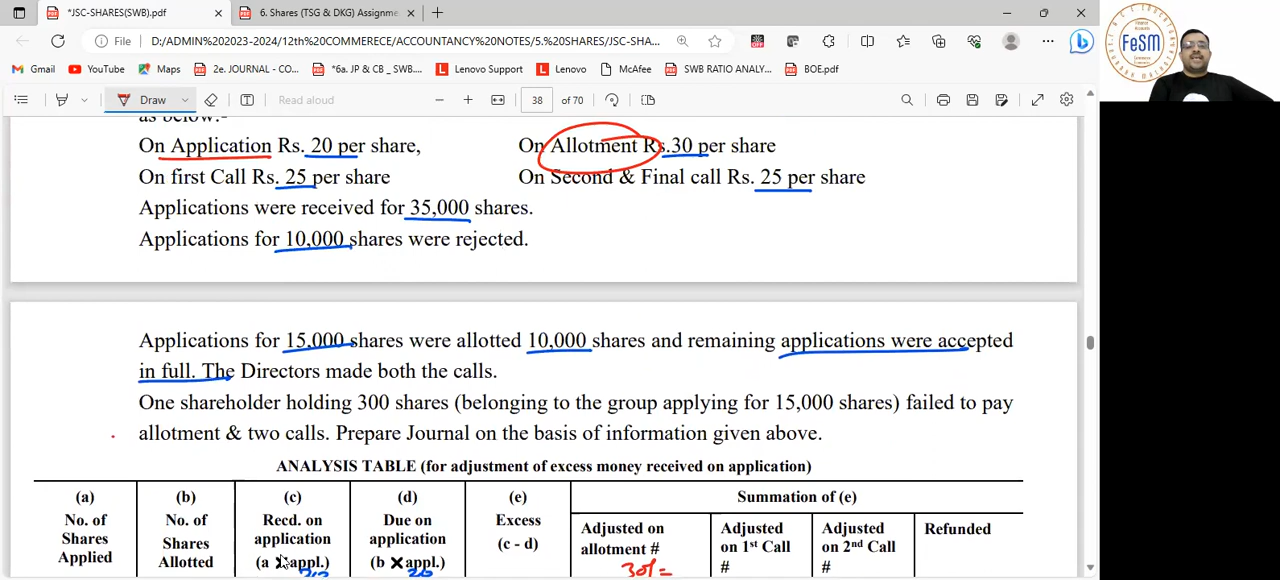 *JSC-SHARES(SWB).pdf
6. Shares (TSG & DKG) Assignme
File D:/ADMIN%202023-2024/12th%20COMMERECE/ACCOUNTANCY%20NOTES/5.%20SHARES/JSC-SHA...
Gmail YouTube Maps 2e. JOURNAL - CO... *6a. JP & CB _SWB.... Lenovo Support Lenovo McAfee SWB RATIO ANALY... BOE.pdf
Draw Read aloud 38 of 70
as below:-
On Application Rs. 20 per share, On Allotment Rs.30 per share
On first Call Rs. 25 per share On Second & Final call Rs. 25 per share
Applications were received for 35,000 shares.
Applications for 10,000 shares were rejected.
Applications for 15,000 shares were allotted 10,000 shares and remaining applications were accepted
in full. The Directors made both the calls.
One shareholder holding 300 shares (belonging to the group applying for 15,000 shares) failed to pay
allotment & two calls. Prepare Journal on the basis of information given above.
ANALYSIS TABLE (for adjustment of excess money received on application)
(a) (b) (c) (d) (e) Summation of (e)
No. of Shares Applied
No. of Shares Allotted
Recd. on application (a X appl.)
Due on application (b X appl.)
Excess (c - d)
Adjusted on allotment #
Adjusted on 1st Call #
Adjusted on 2nd Call #
Refunded
20
30/=
FeSM